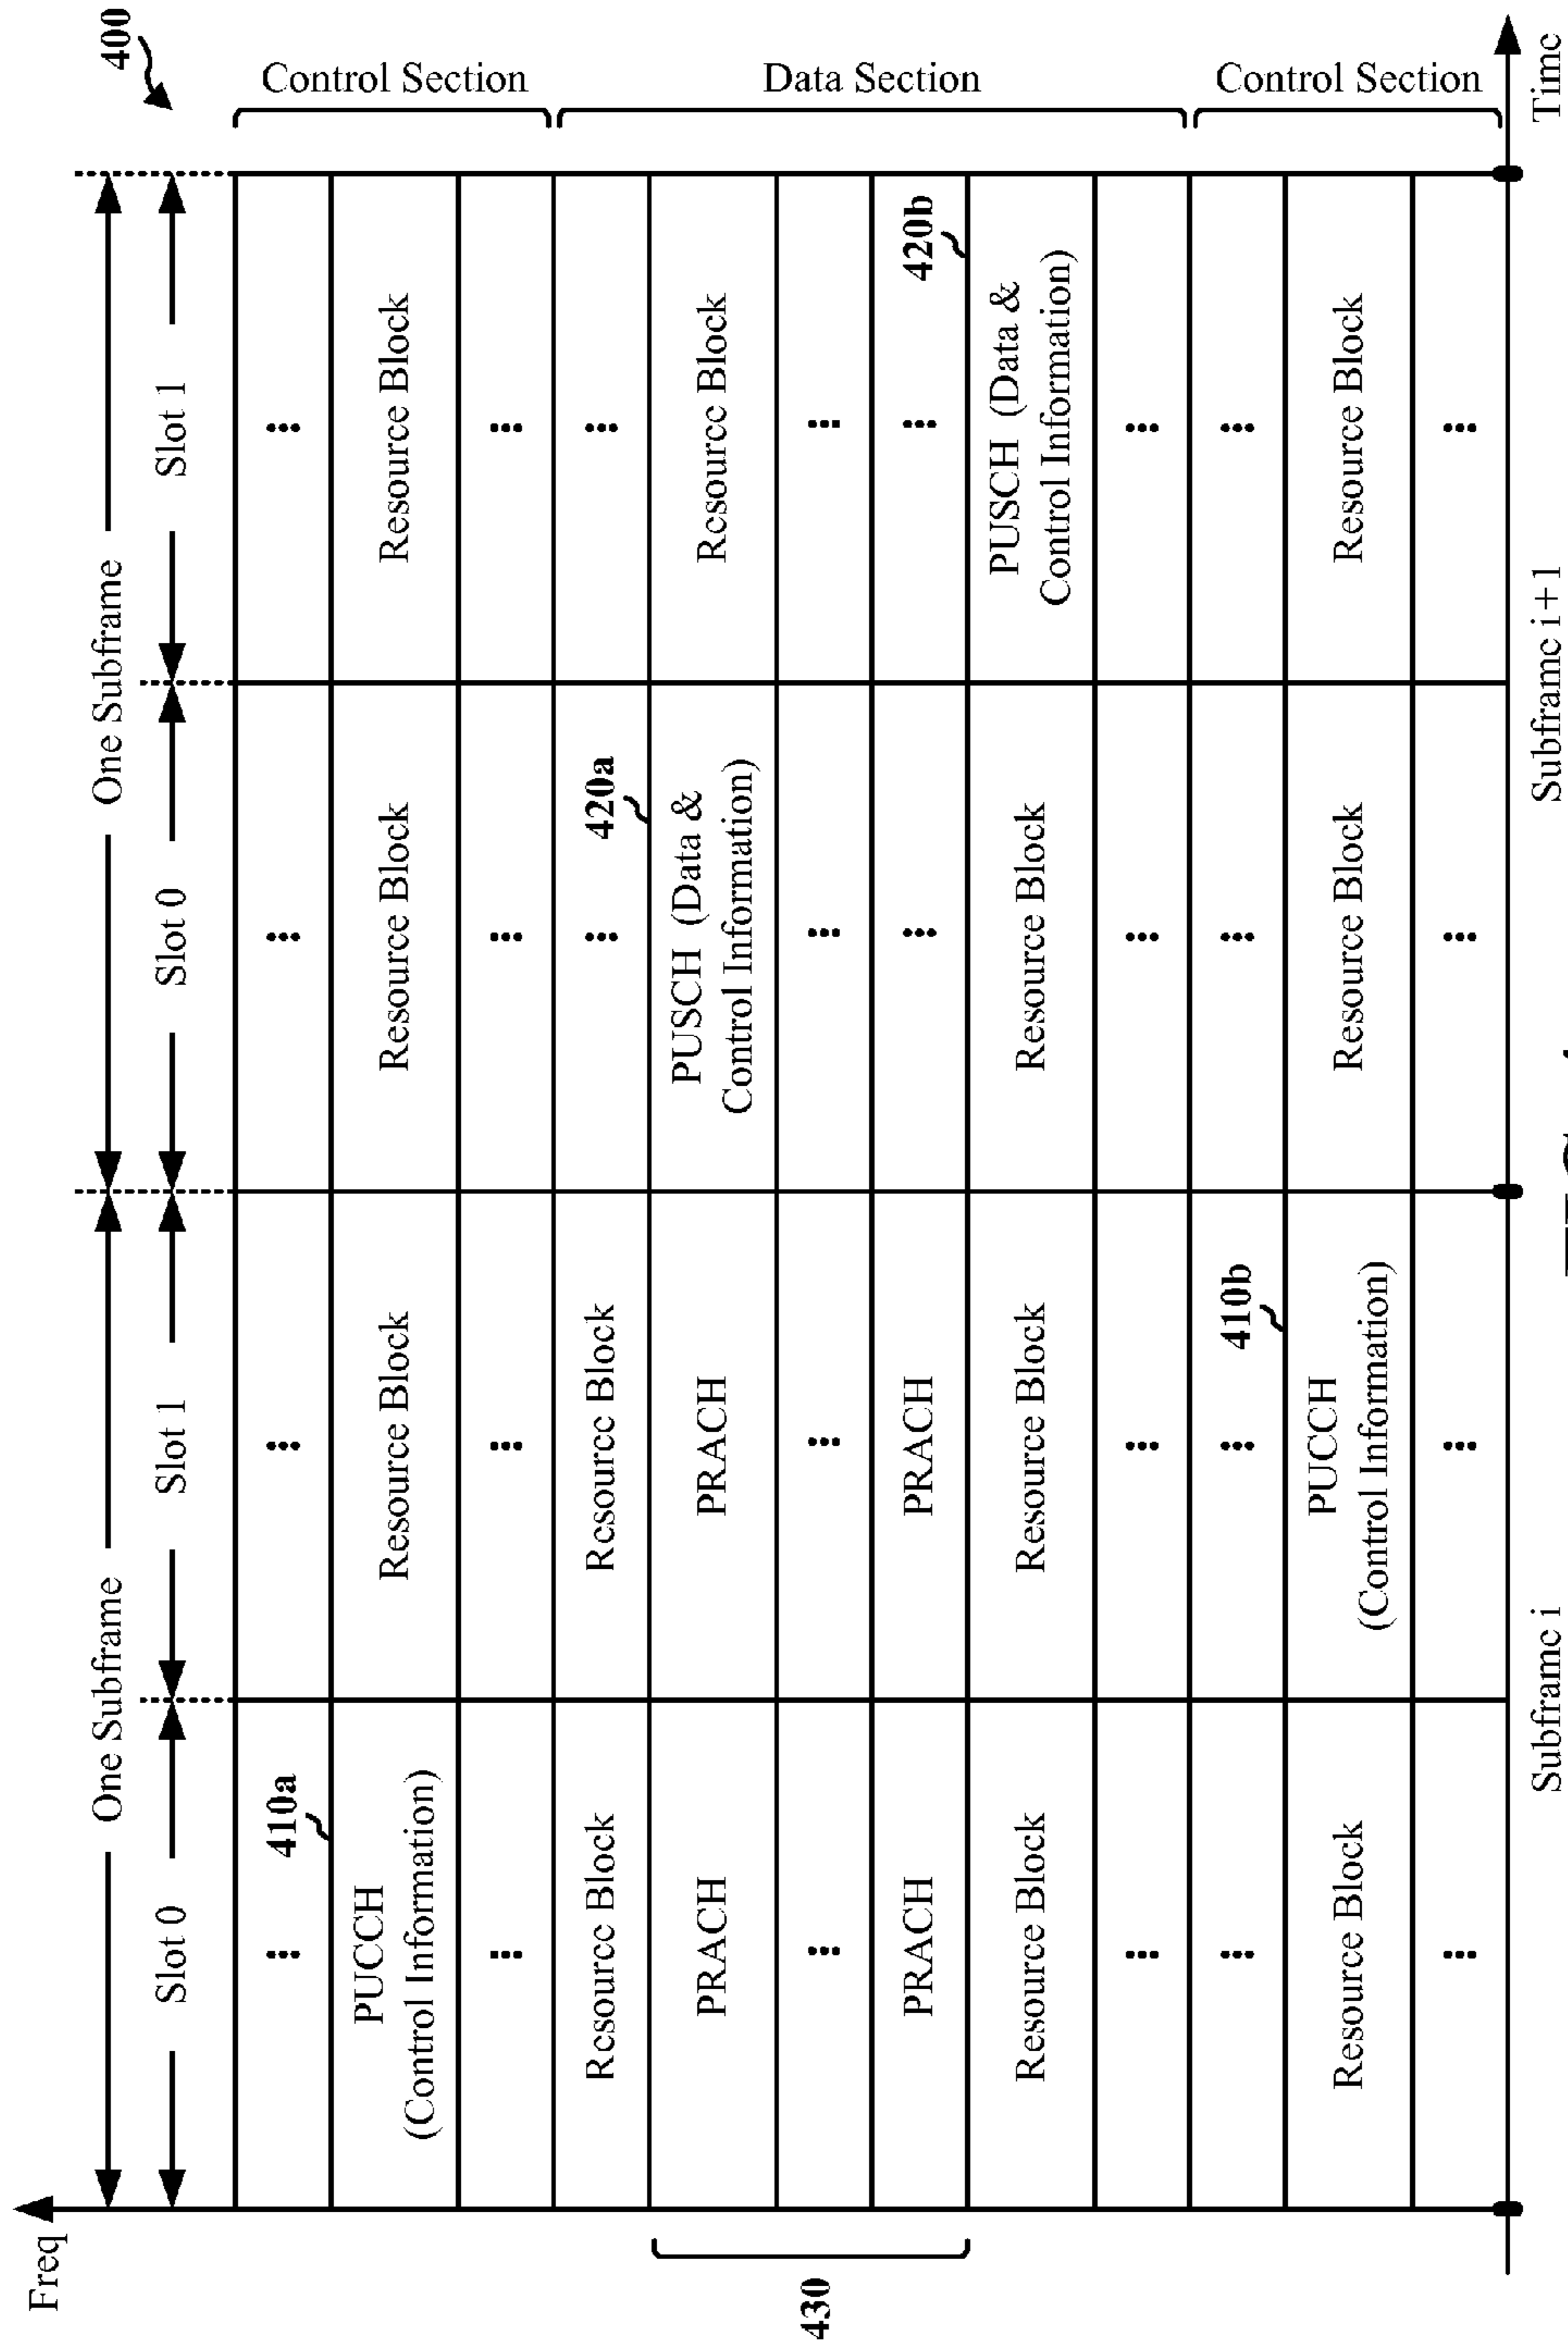 400
Freq
One Subframe
One Subframe
Slot 0
Slot 1
Slot 0
Slot 1
Control Section
410a
PUCCH
(Control Information)
Resource Block
Resource Block
Resource Block
Data Section
Resource Block
Resource Block
420a
430
PRACH
PRACH
PUSCH (Data &
Control Information)
Resource Block
PRACH
PRACH
420b
Resource Block
Resource Block
Resource Block
PUSCH (Data &
Control Information)
Control Section
410b
Resource Block
PUCCH
(Control Information)
Resource Block
Resource Block
Subframe i
Subframe i+1
Time